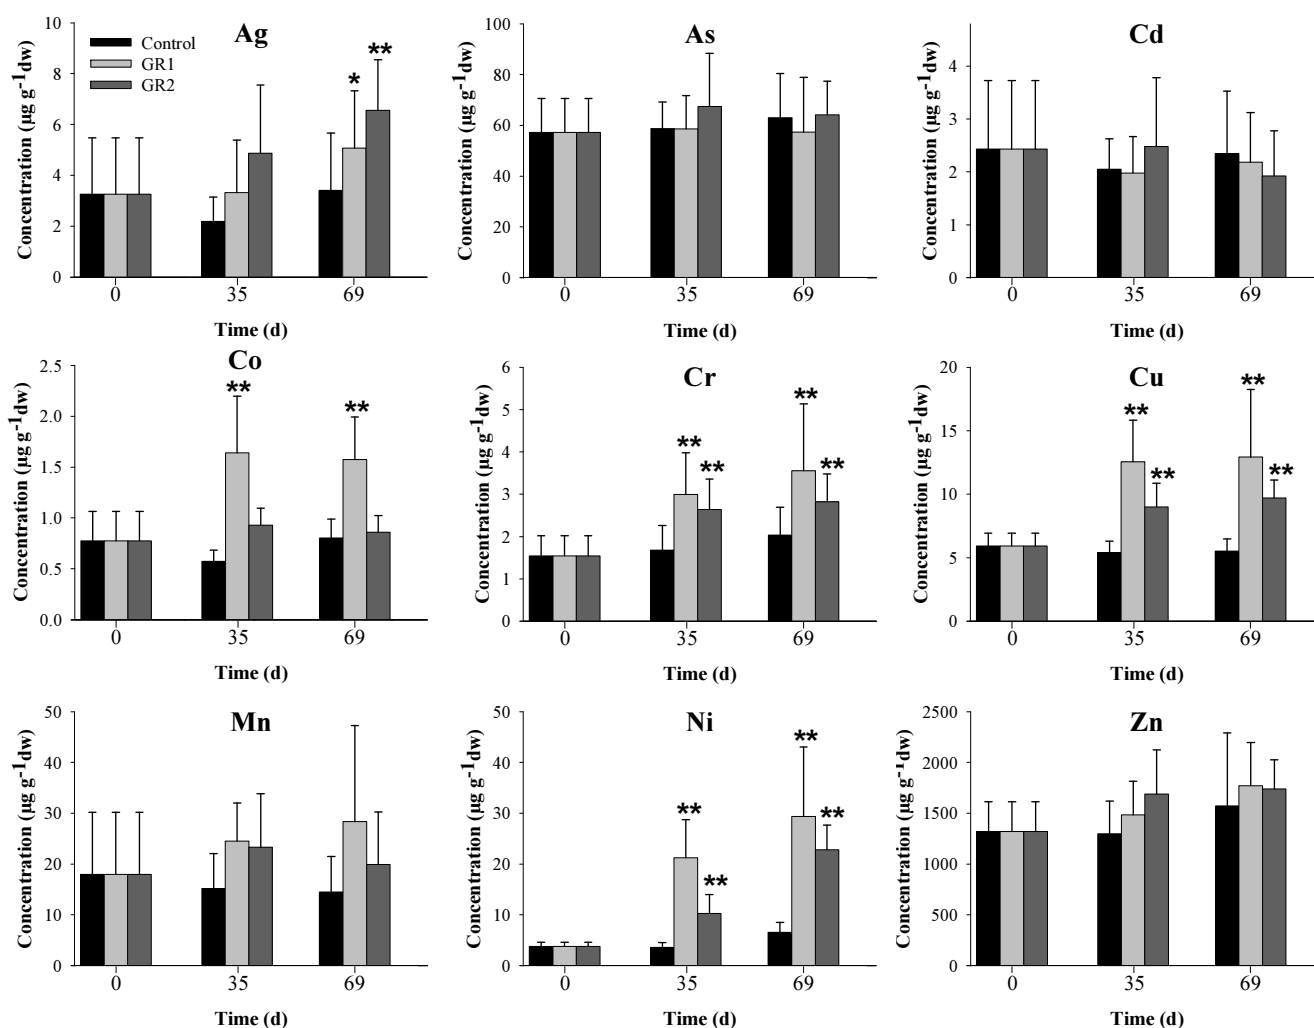 Ag
Concentration (µg g-1dw)
10
8
6
4
2
0
Control
GR1
GR2
*
**
0 35 69
Time (d)
As
Concentration (µg g-1dw)
100
80
60
40
20
0
0 35 69
Time (d)
Cd
Concentration (µg g-1dw)
4
3
2
1
0
0 35 69
Time (d)
Co
Concentration (µg g-1dw)
2.5
2.0
1.5
1.0
0.5
0.0
**
**
0 35 69
Time (d)
Cr
Concentration (µg g-1dw)
6
5
4
3
2
1
0
**
**
**
**
0 35 69
Time (d)
Cu
Concentration (µg g-1dw)
20
15
10
5
0
**
**
**
**
0 35 69
Time (d)
Mn
Concentration (µg g-1dw)
50
40
30
20
10
0
0 35 69
Time (d)
Ni
Concentration (µg g-1dw)
50
40
30
20
10
0
**
**
**
**
0 35 69
Time (d)
Zn
Concentration (µg g-1dw)
2500
2000
1500
1000
500
0
0 35 69
Time (d)